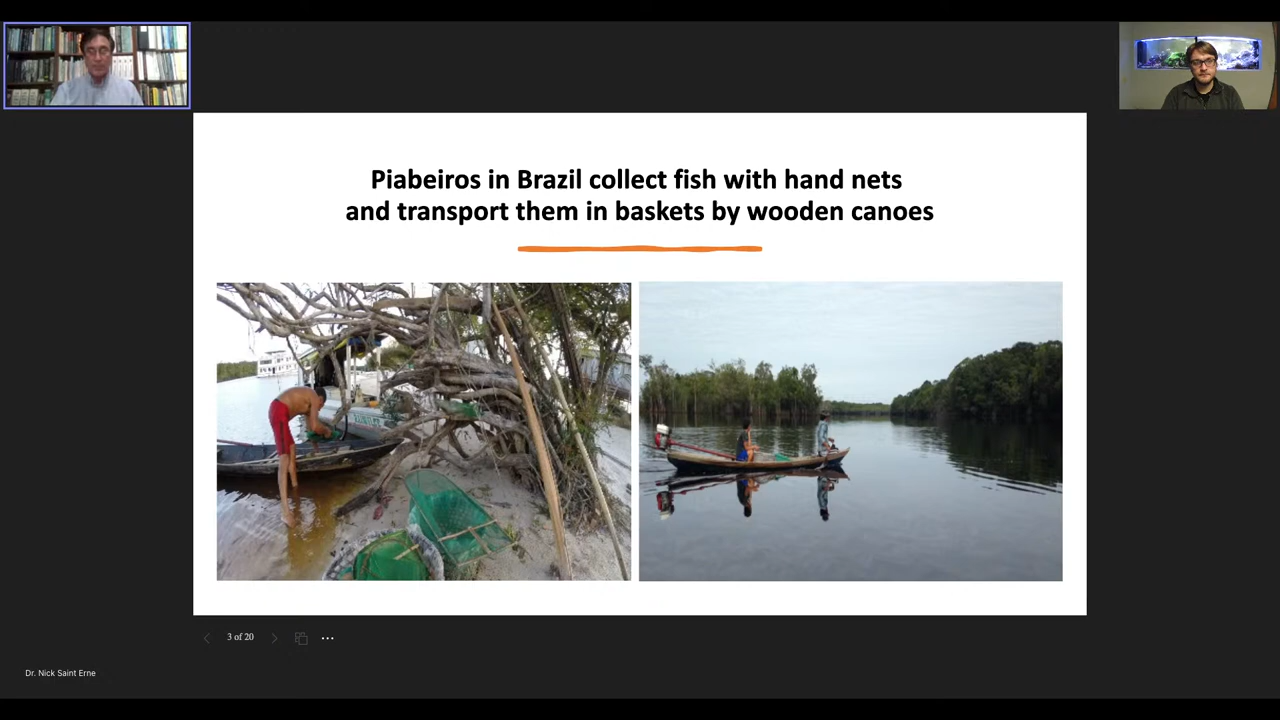 Piabeiros in Brazil collect fish with hand nets
and transport them in baskets by wooden canoes
3 of 20
Dr. Nick Saint Erne